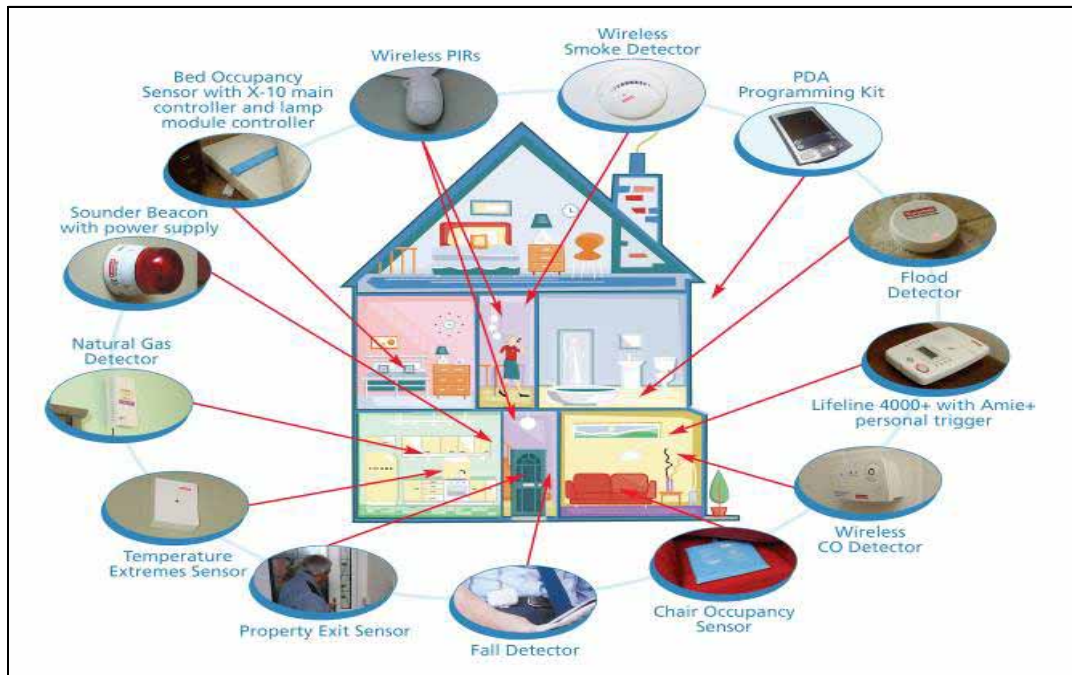 Wireless PIRs
Wireless
Smoke Detector
PDA
Programming Kit
Bed Occupancy
Sensor with X-10 main
controller and lamp
module controller
Sounder Beacon
with power supply
Flood
Detector
Natural Gas
Detector
Lifeline 4000+ with Amie+
personal trigger
Wireless
CO Detector
Temperature
Extremes Sensor
Chair Occupancy
Sensor
Property Exit Sensor
Fall Detector